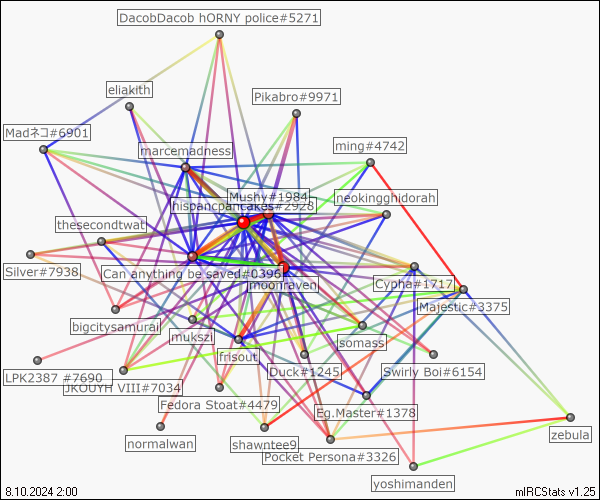 DacobDacob hORNY police#5271
eliakith
Pikabro#9971
Madネコ#6901
ming#4742
marcemadness
Mushy#1984
neokingghidorah
hispancpancakes#2928
thesecondtwat
Silver#7938
Can anything be saved#0396
Cypha#1717
moonraven
Majestic#3375
bigcitysamurai
mukszi
somass
frisout
LPK2387 #7690
Duck#1245
Swirly Boi#6154
JKOUYH VIII#7034
Fedora Stoat#4479
Eg.Master#1378
normalwan
shawntee9
zebula
Pocket Persona#3326
yoshimanden
8.10.2024 2:00
mIRCStats v1.25